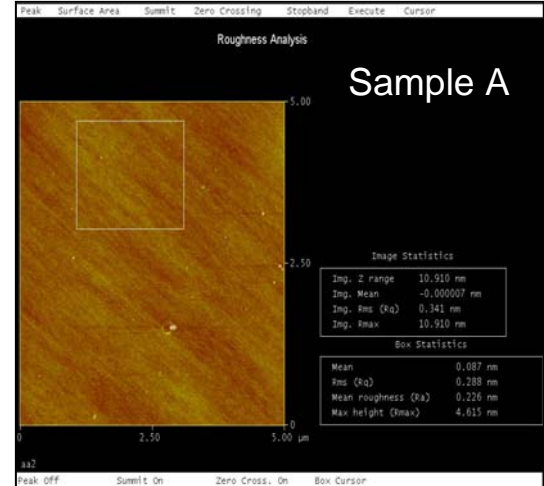 Peak Surface Area Summit Zero Crossing Stopband Execute Cursor
Roughness Analysis
Sample A
5.00
2.50
Image Statistics
Img. Z range 10.910 nm
Img. Mean -0.000007 nm
Img. Rms (Rq) 0.341 nm
Img. Rmax 10.910 nm
Box Statistics
Mean 0.087 nm
Rms (Rq) 0.288 nm
Mean roughness (Ra) 0.226 nm
Max height (Rmax) 4.615 nm
0
0 2.50 5.00 µm
aa2
Peak Off Summit On Zero Cross. On Box Cursor